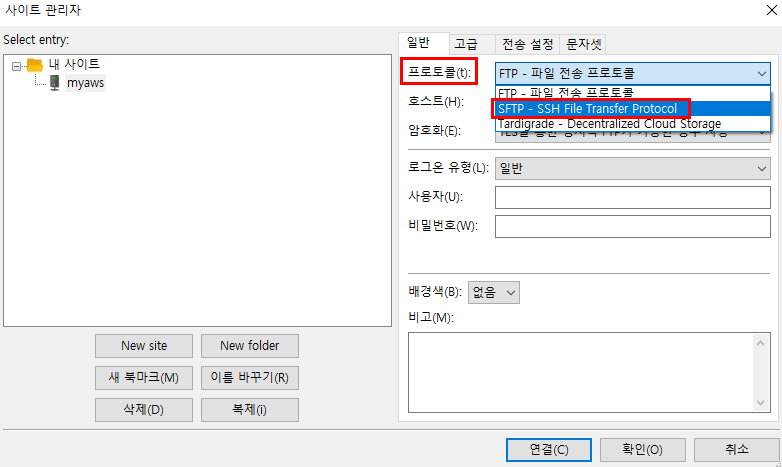 사이트 관리자
Select entry:
내 사이트
myaws
New site
New folder
새 북마크(M)
이름 바꾸기(R)
삭제(D)
복제(i)
일반
고급
전송 설정
문자셋
프로토콜(t):
FTP - 파일 전송 프로토콜
FTP - 파일 전송 프로토콜
SFTP - SSH File Transfer Protocol
Tardigrade - Decentralized Cloud Storage
호스트(H):
암호화(E):
로그온 유형(L):
일반
사용자(U):
비밀번호(W):
배경색(B):
없음
비고(M):
연결(C)
확인(O)
취소